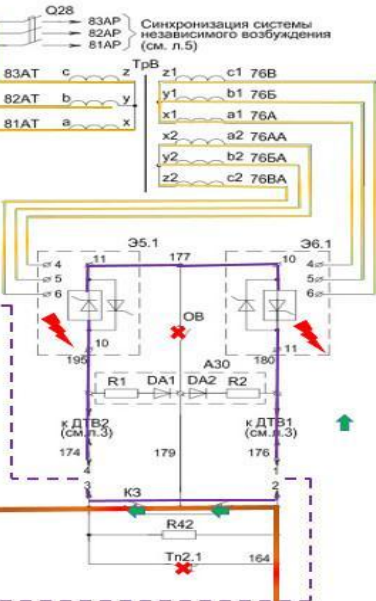 Q28
83АР
82АР
81АР
Синхронизация системы
независимого возбуждения
(см. л.5)
ТрВ
83АТ c z z1 c1 76В
82АТ b y y1 b1 76Б
81АТ a x x1 a1 76А
x2 a2 76АА
y2 b2 76БА
z2 c2 76ВА
Э5.1 Э6.1
4 11 177 10 4
5 5
6 6
ОВ
10 11
195 180
А30
R1 DA1 DA2 R2
к ДТВ2 к ДТВ1
(см.л.3) (см.л.3)
174 179 176
4 1
3 2
КЗ
R42
Тп2.1 164